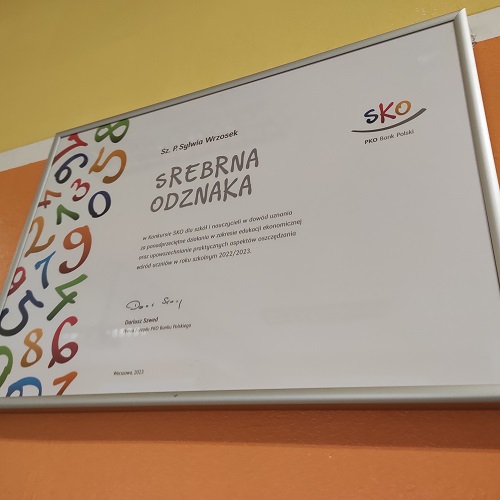 SKO
PKO Bank Polski
Sz. P. Sylwia Wrzosek
SREBRNA
ODZNAKA
w Konkursie SKO dla szkół i nauczycieli w dowód uznania
za ponadprzeciętne działania w zakresie edukacji ekonomicznej
oraz upowszechnianie praktycznych aspektów oszczędzania
wśród uczniów w roku szkolnym 2022/2023.
Dariusz Szwed
PKO Banku Polskiego
Warszawa, 2023